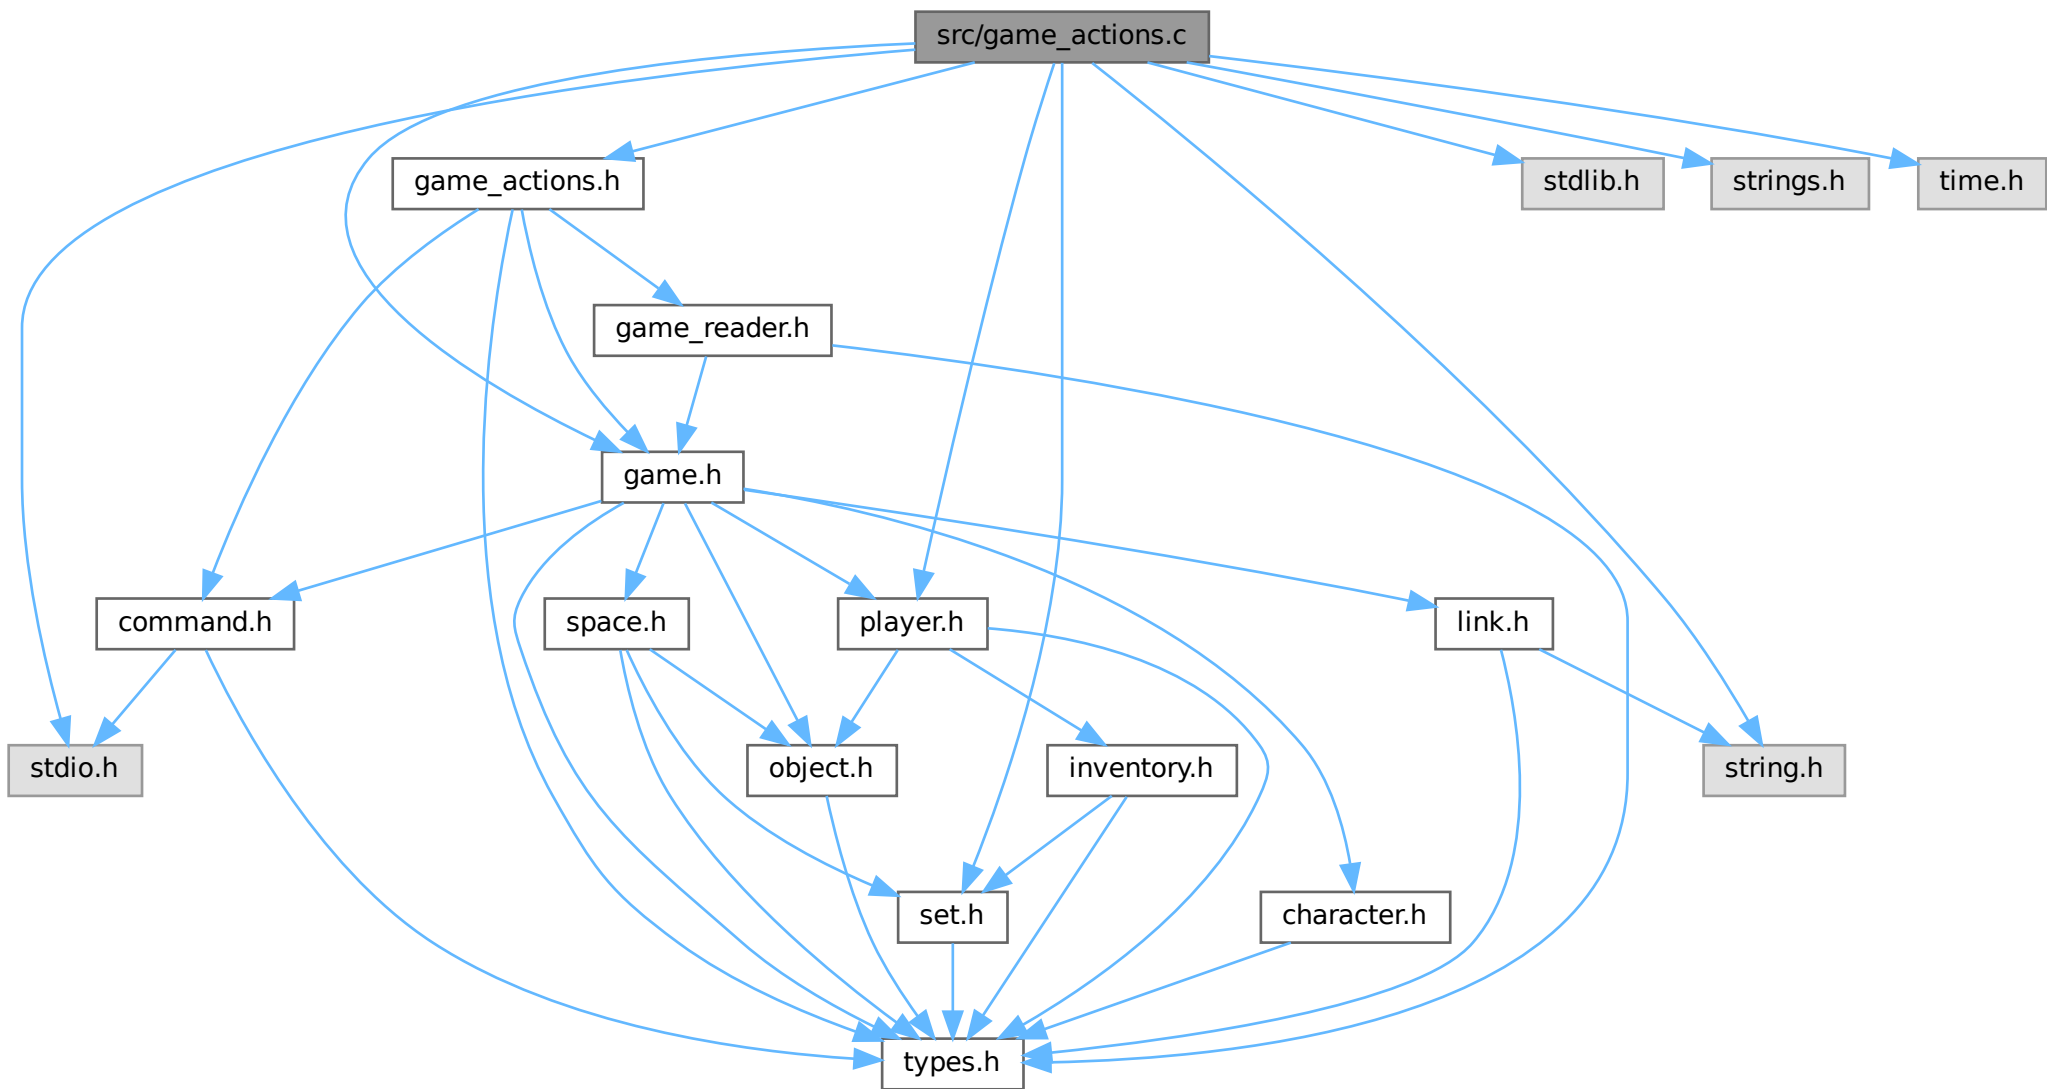 src/game_actions.c
game_actions.h
stdlib.h
strings.h
time.h
game_reader.h
game.h
command.h
space.h
player.h
link.h
stdio.h
object.h
inventory.h
string.h
set.h
character.h
types.h